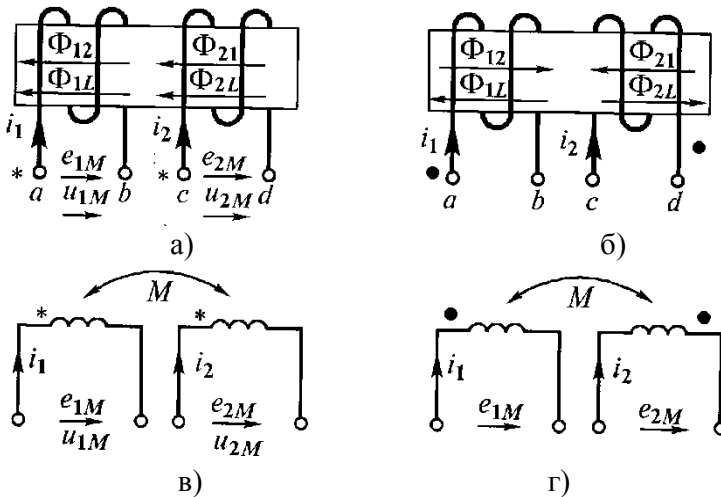 Φ12 Φ21
Φ1L Φ2L
i1 i2
* a e1M b * c e2M d
u1M u2M
а)
Φ12 Φ21
Φ1L Φ2L
i1 i2
a b c d
б)
M
* *
i1 i2
e1M e2M
u1M u2M
в)
M
i1 i2
e1M e2M
г)